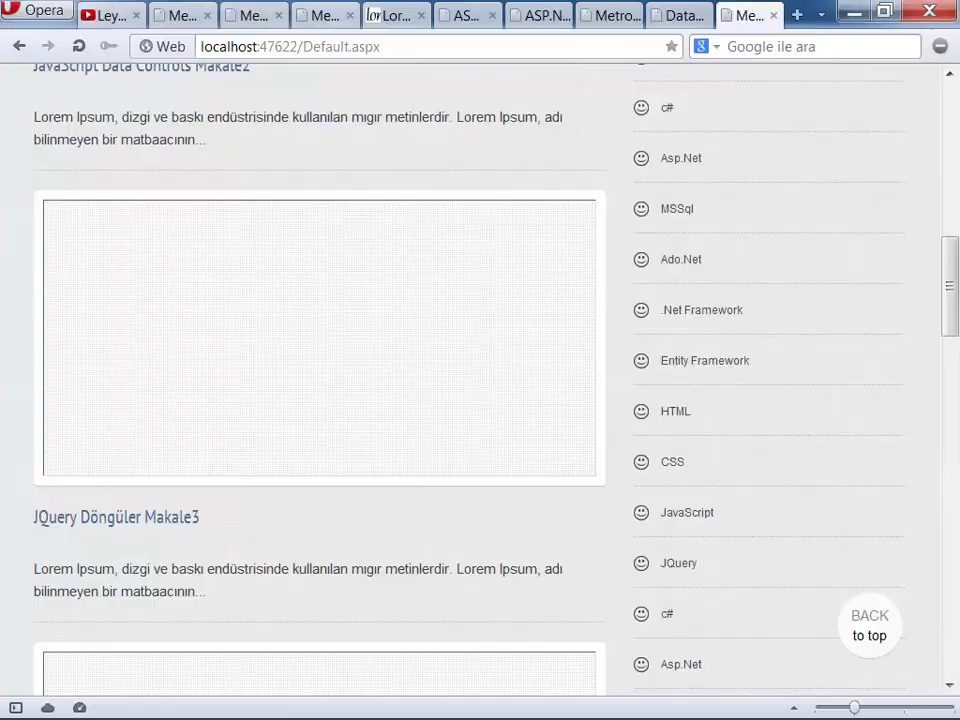 Opera
Ley...
Me...
Me...
Me...
lor
Lor...
AS...
ASP.N...
Metro...
Data...
Me...
Web
localhost:47622/Default.aspx
Google ile ara
JavaScript Data Controls Makale2
Lorem Ipsum, dizgi ve baskı endüstrisinde kullanılan mıgır metinlerdir. Lorem Ipsum, adı
bilinmeyen bir matbaacının...
JQuery Döngüler Makale3
Lorem Ipsum, dizgi ve baskı endüstrisinde kullanılan mıgır metinlerdir. Lorem Ipsum, adı
bilinmeyen bir matbaacının...
c#
Asp.Net
MSSql
Ado.Net
.Net Framework
Entity Framework
HTML
CSS
JavaScript
JQuery
c#
Asp.Net
BACK
to top